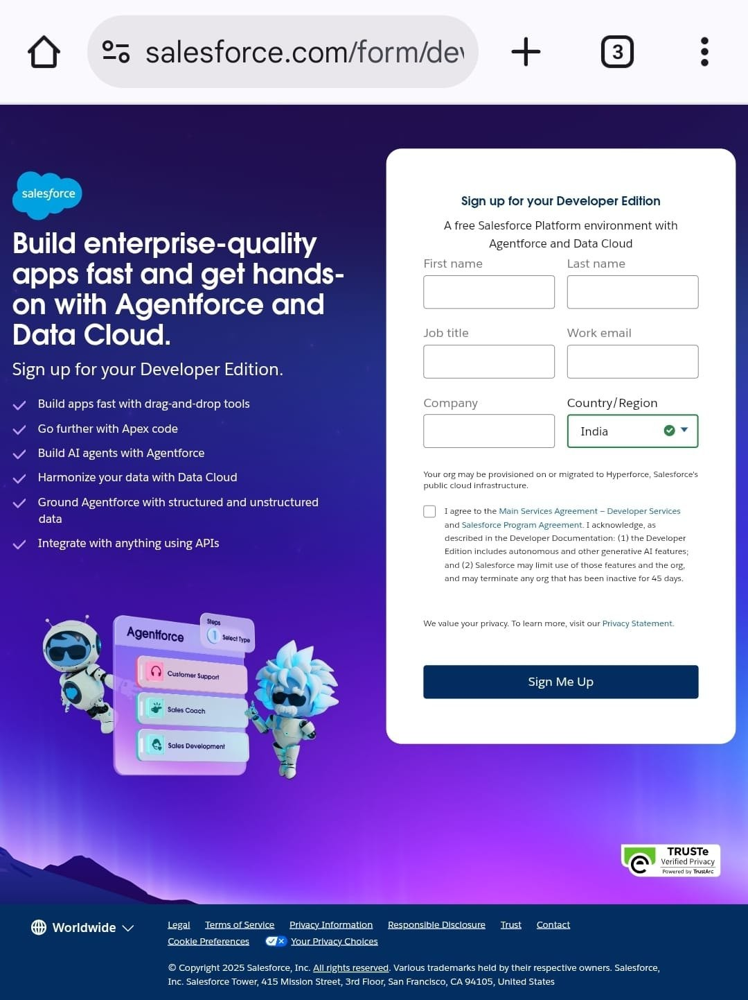 salesforce.com/form/dev
3
salesforce
Build enterprise-quality
apps fast and get hands-
on with Agentforce and
Data Cloud.
Sign up for your Developer Edition.
Build apps fast with drag-and-drop tools
Go further with Apex code
Build AI agents with Agentforce
Harmonize your data with Data Cloud
Ground Agentforce with structured and unstructured
data
Integrate with anything using APIs
Agentforce
Steps
1 Select Type
Customer Support
Sales Coach
Sales Development
Sign up for your Developer Edition
A free Salesforce Platform environment with
Agentforce and Data Cloud
First name Last name
Job title Work email
Company Country/Region
India
Your org may be provisioned on or migrated to Hyperforce, Salesforce's
public cloud infrastructure.
I agree to the Main Services Agreement – Developer Services
and Salesforce Program Agreement. I acknowledge, as
described in the Developer Documentation: (1) the Developer
Edition includes autonomous and other generative AI features;
and (2) Salesforce may limit use of those features and the org,
and may terminate any org that has been inactive for 45 days.
We value your privacy. To learn more, visit our Privacy Statement.
Sign Me Up
TRUSTe
Verified Privacy
Powered by TrustArc
Worldwide
Legal Terms of Service Privacy Information Responsible Disclosure Trust Contact
Cookie Preferences Your Privacy Choices
© Copyright 2025 Salesforce, Inc. All rights reserved. Various trademarks held by their respective owners. Salesforce,
Inc. Salesforce Tower, 415 Mission Street, 3rd Floor, San Francisco, CA 94105, United States